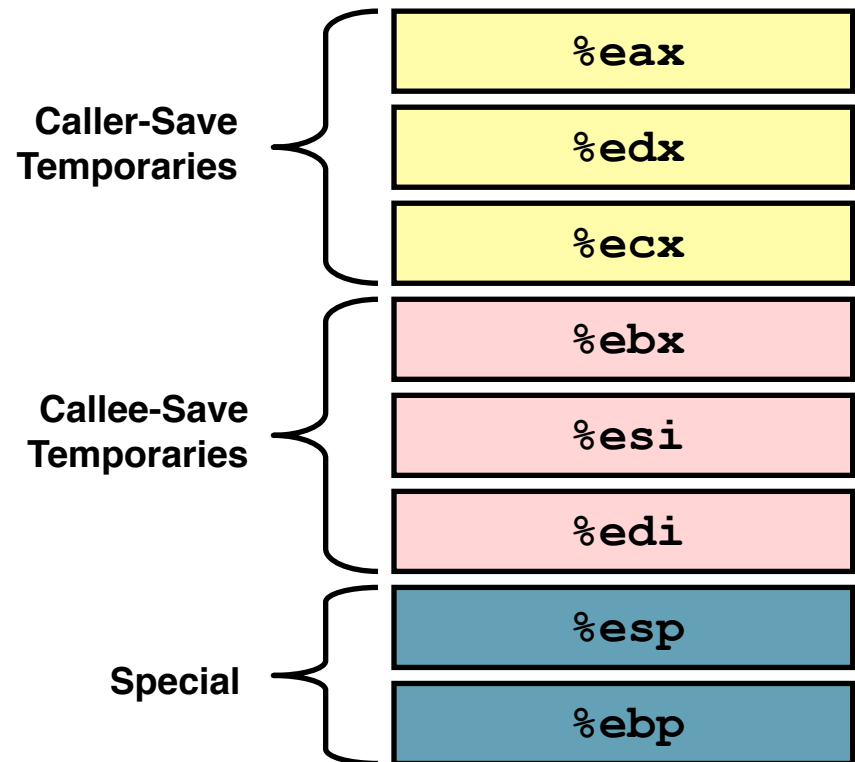 Caller-Save
Temporaries
%eax
%edx
%ecx
Callee-Save
Temporaries
%ebx
%esi
%edi
Special
%esp
%ebp